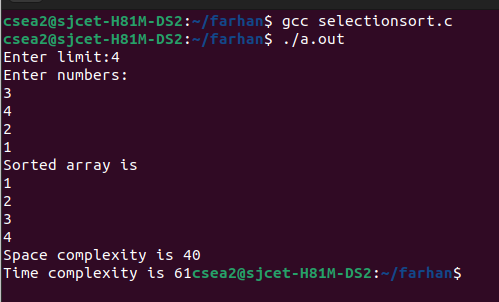 csea2@sjcet-H81M-DS2:~/farhan$ gcc selectionsort.c
csea2@sjcet-H81M-DS2:~/farhan$ ./a.out
Enter limit:4
Enter numbers:
3
4
2
1
Sorted array is
1
2
3
4
Space complexity is 40
Time complexity is 61csea2@sjcet-H81M-DS2:~/farhan$